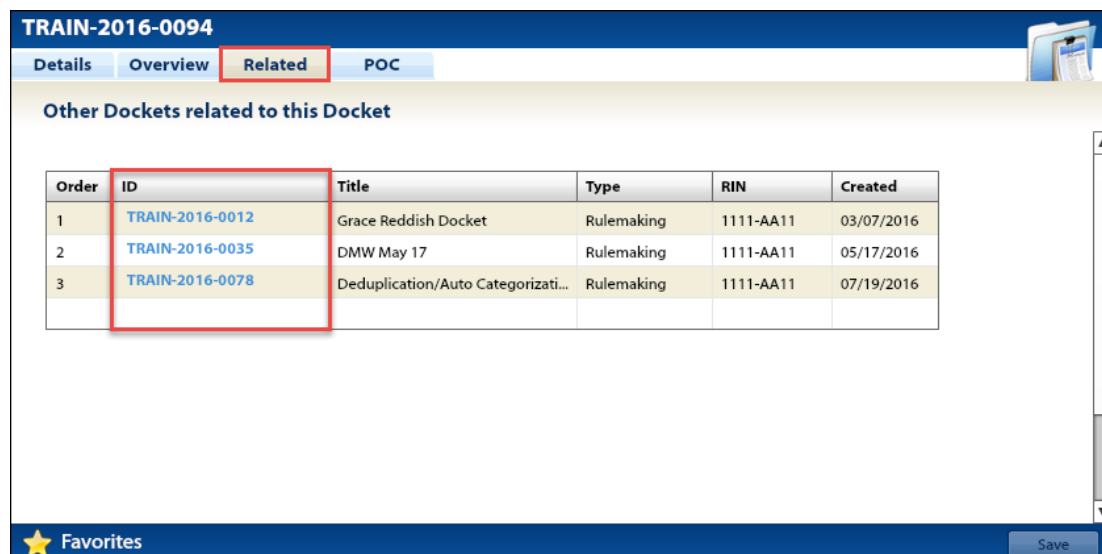 TRAIN-2016-0094
Details Overview Related POC
Other Dockets related to this Docket
Order ID Title Type RIN Created
1 TRAIN-2016-0012 Grace Reddish Docket Rulemaking 1111-AA11 03/07/2016
2 TRAIN-2016-0035 DMW May 17 Rulemaking 1111-AA11 05/17/2016
3 TRAIN-2016-0078 Deduplication/Auto Categorizati... Rulemaking 1111-AA11 07/19/2016
Favorites Save